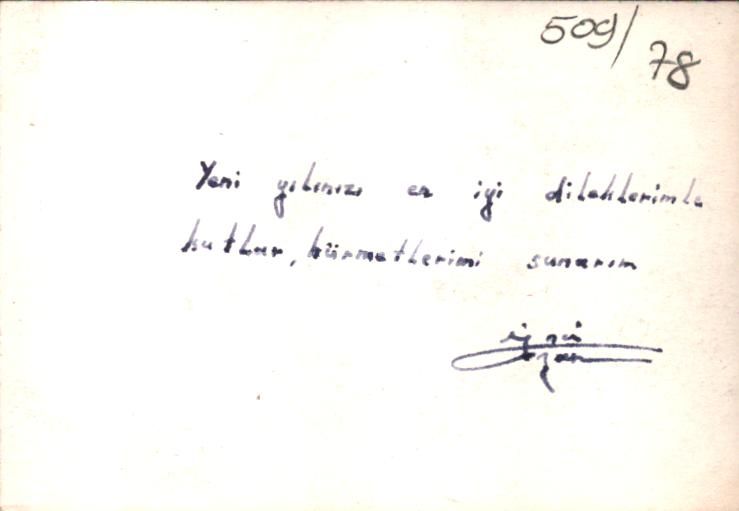 509/78
Yeni yılınızı en iyi dileklerimle
kutlar, hürmetlerimi sunarım